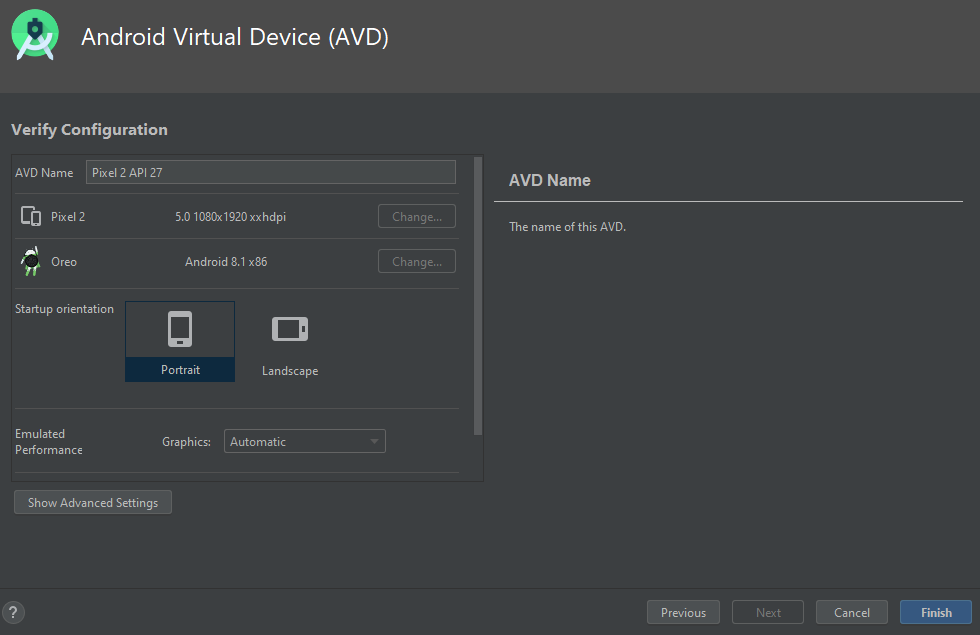 Android Virtual Device (AVD)
Verify Configuration
AVD Name Pixel 2 API 27
Pixel 2 5.0 1080x1920 xxhdpi Change...
Oreo Android 8.1 x86 Change...
Startup orientation
Portrait Landscape
Emulated
Performance
Graphics: Automatic
Show Advanced Settings
AVD Name
The name of this AVD.
? Previous Next Cancel Finish